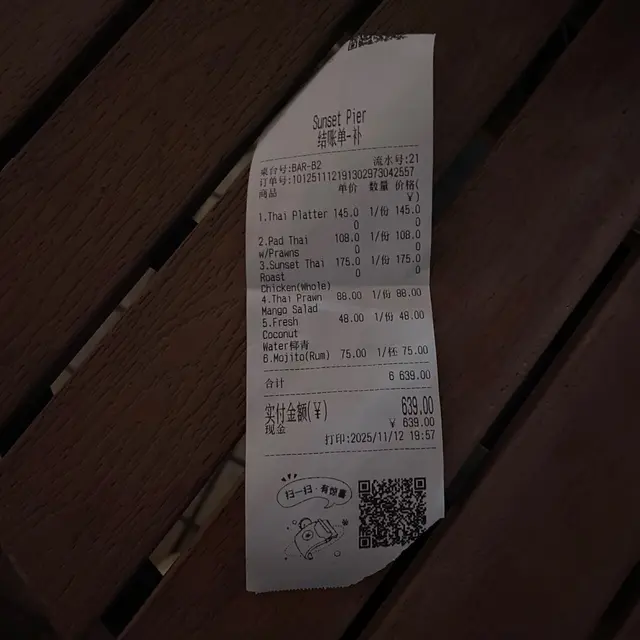 Sunset Pier
结账单-补
桌台号:BAR-B2 流水号:21
订单号:101251112191302973042557
商品 单价 数量 价格(
￥)
1.Thai Platter 145.0 1/份 145.0
0 0
2.Pad Thai 108.0 1/份 108.0
w/Prawns 0 0
3.Sunset Thai 175.0 1/份 175.0
Roast 0 0
Chicken(Whole)
4.Thai Prawn 88.00 1/份 88.00
Mango Salad
5.Fresh 48.00 1/份 48.00
Coconut
Water椰青
6.Mojito(Rum) 75.00 1/杯 75.00
合计 6 639.00
实付金额(￥) 639.00
现金 ￥ 639.00
打印:2025/11/12 19:57
扫一扫·有惊喜